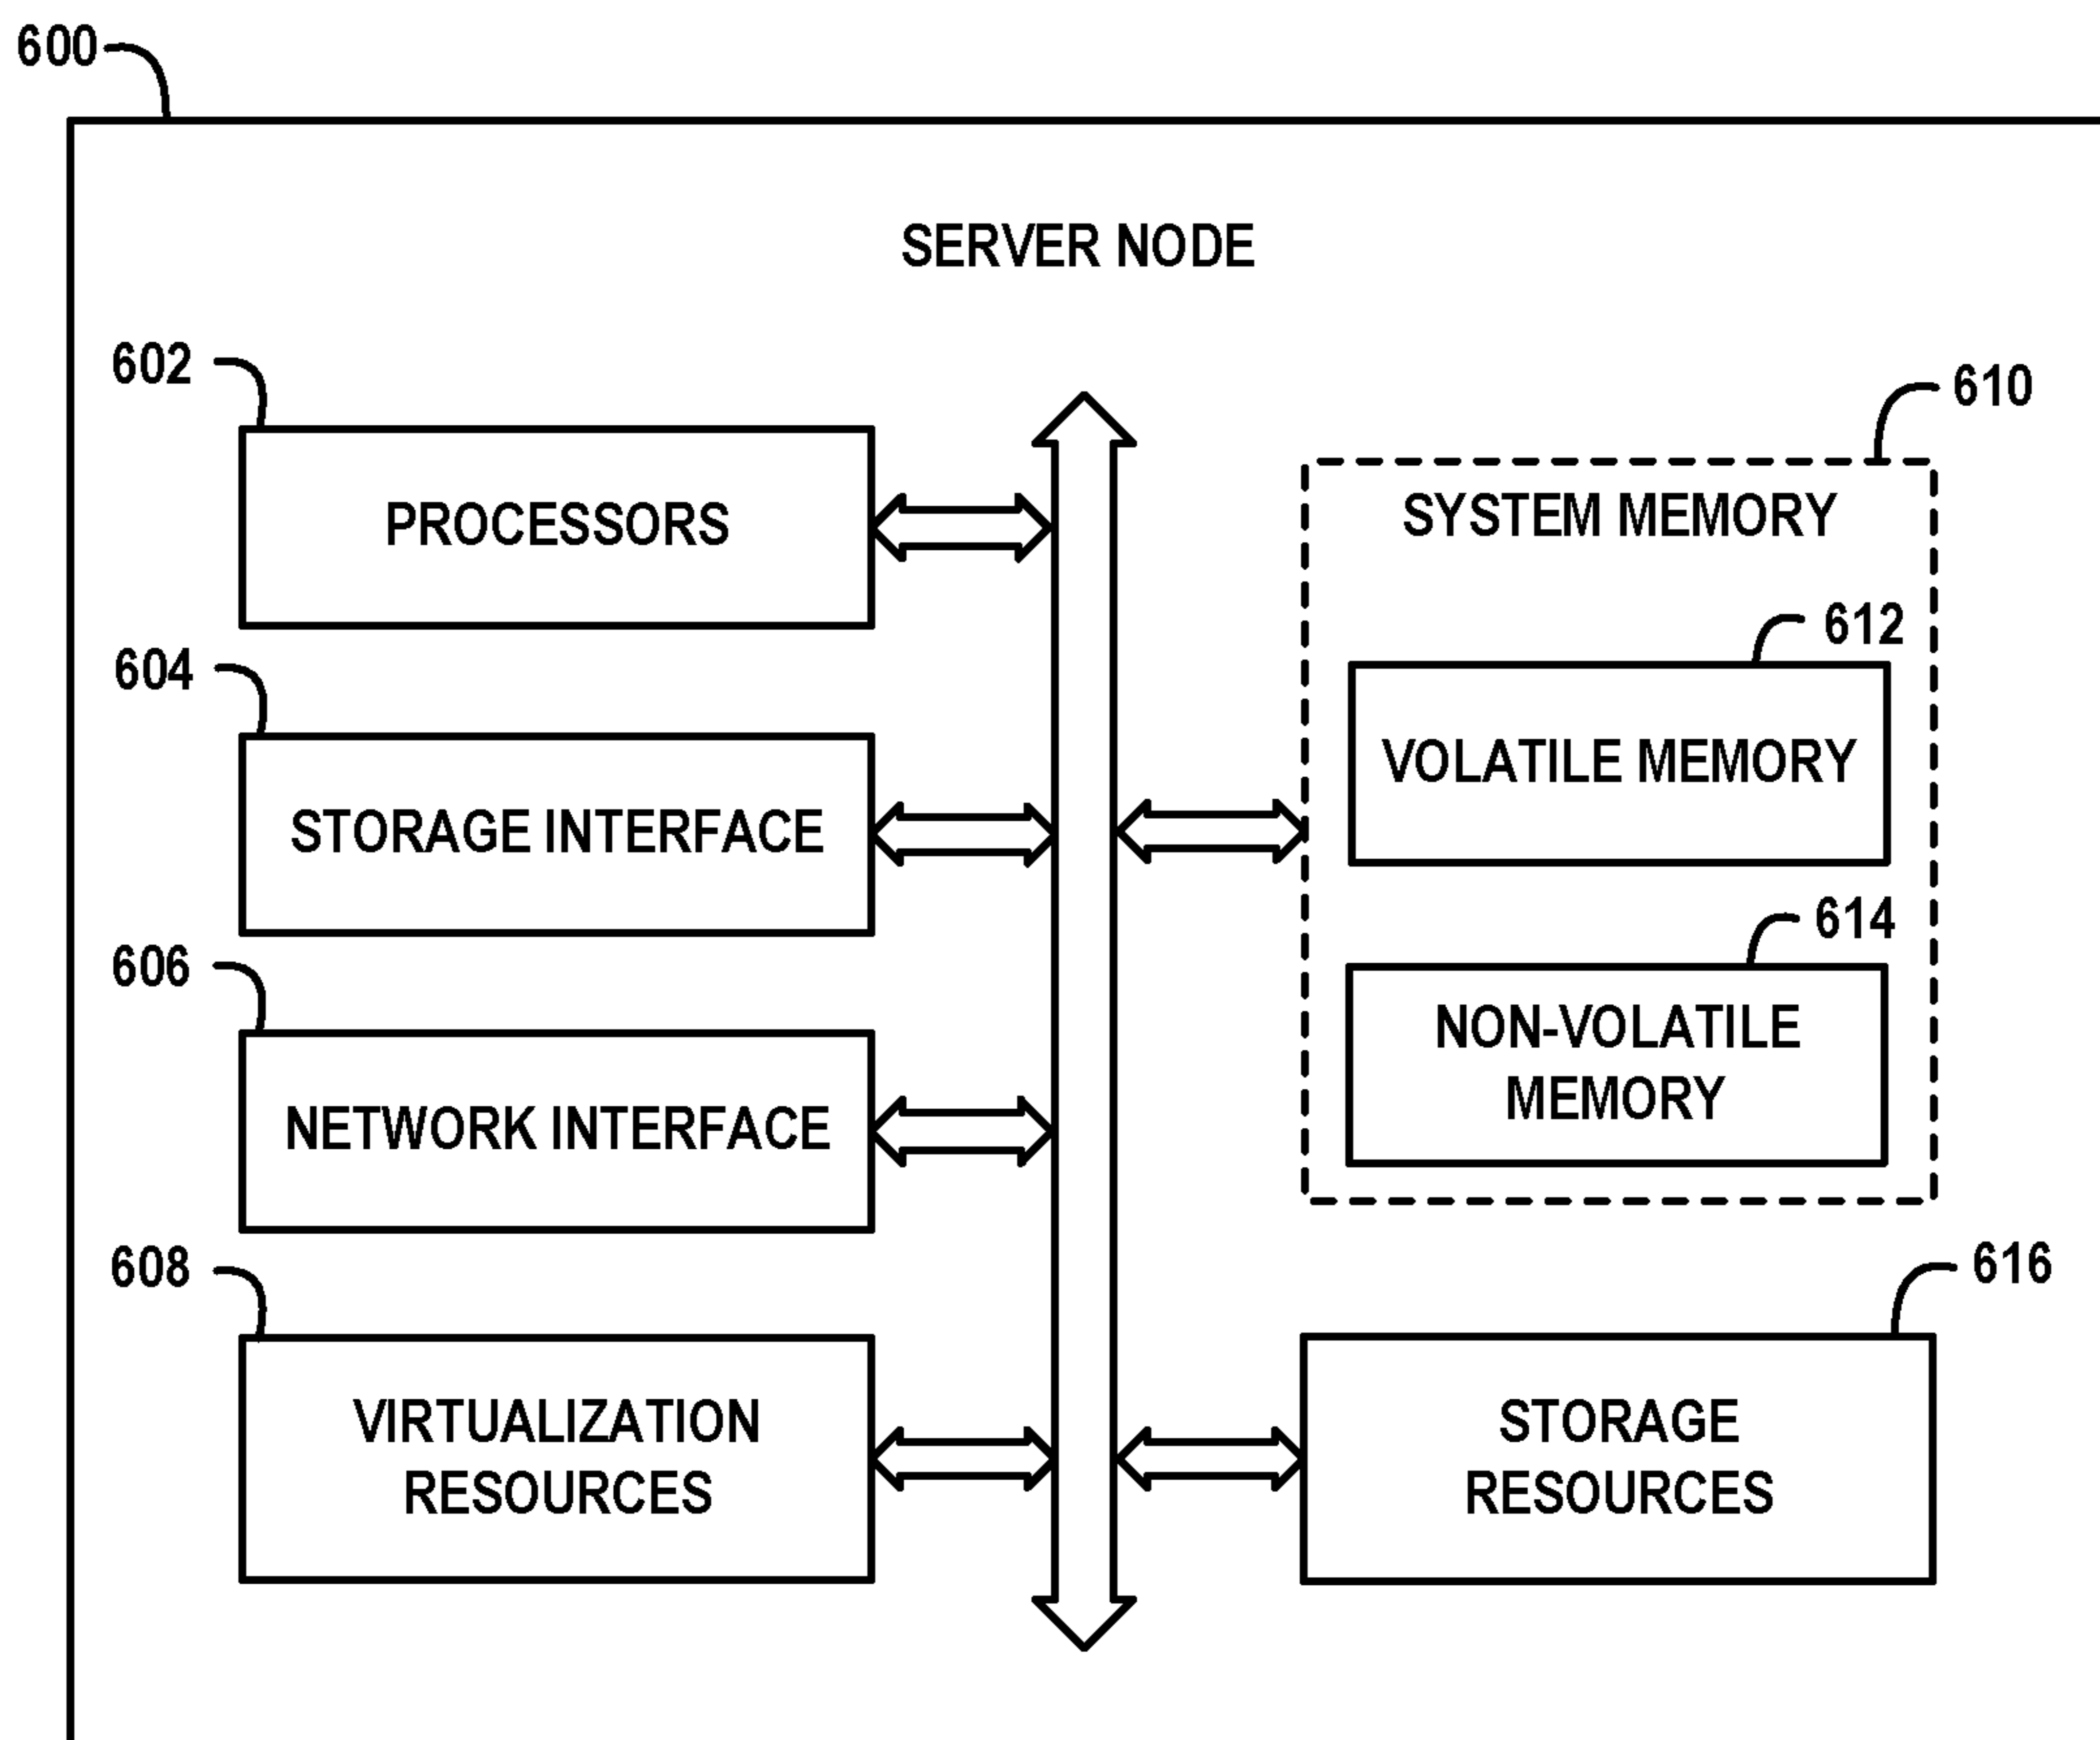 600
SERVER NODE
602
PROCESSORS
604
STORAGE INTERFACE
606
NETWORK INTERFACE
608
VIRTUALIZATION
RESOURCES
610
SYSTEM MEMORY
612
VOLATILE MEMORY
614
NON-VOLATILE
MEMORY
616
STORAGE
RESOURCES